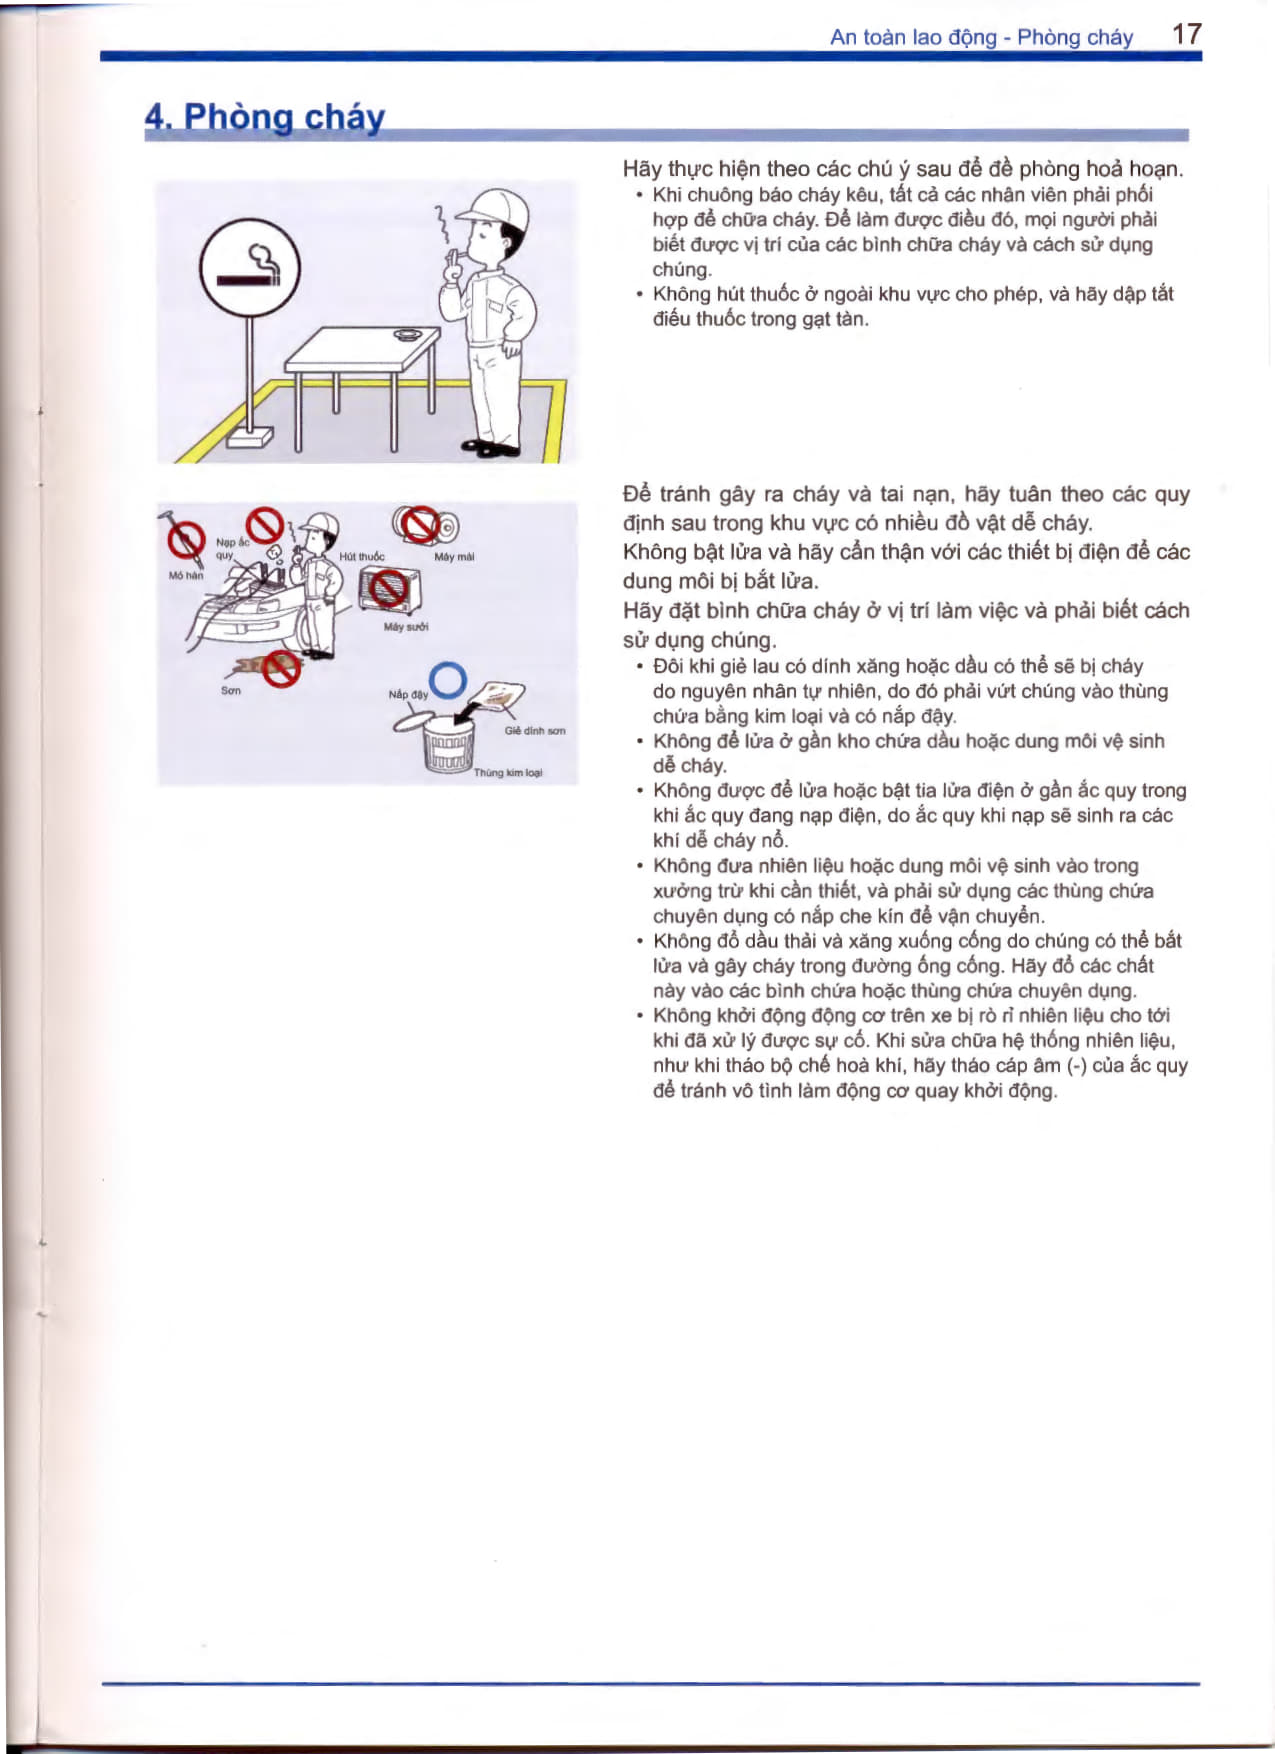 An toàn lao động - Phòng cháy 17
4. Phòng cháy
Hãy thực hiện theo các chú ý sau để đề phòng hoả hoạn.
• Khi chuông báo cháy kêu, tất cả các nhân viên phải phối
hợp để chữa cháy. Để làm được điều đó, mọi người phải
biết được vị trí của các bình chữa cháy và cách sử dụng
chúng.
• Không hút thuốc ở ngoài khu vực cho phép, và hãy dập tắt
điếu thuốc trong gạt tàn.
Nạp ắc
quy
Hút thuốc
Máy mài
Mỏ hàn
Máy sưởi
Sơn
Nắp đậy
Giẻ dính sơn
Thùng kim loại
Để tránh gây ra cháy và tai nạn, hãy tuân theo các quy
định sau trong khu vực có nhiều đồ vật dễ cháy.
Không bật lửa và hãy cẩn thận với các thiết bị điện để các
dung môi bị bắt lửa.
Hãy đặt bình chữa cháy ở vị trí làm việc và phải biết cách
sử dụng chúng.
• Đôi khi giẻ lau có dính xăng hoặc dầu có thể sẽ bị cháy
do nguyên nhân tự nhiên, do đó phải vứt chúng vào thùng
chứa bằng kim loại và có nắp đậy.
• Không để lửa ở gần kho chứa dầu hoặc dung môi vệ sinh
dễ cháy.
• Không được để lửa hoặc bật tia lửa điện ở gần ắc quy trong
khi ắc quy đang nạp điện, do ắc quy khi nạp sẽ sinh ra các
khí dễ cháy nổ.
• Không đưa nhiên liệu hoặc dung môi vệ sinh vào trong
xưởng trừ khi cần thiết, và phải sử dụng các thùng chứa
chuyên dụng có nắp che kín để vận chuyển.
• Không đổ dầu thải và xăng xuống cống do chúng có thể bắt
lửa và gây cháy trong đường ống cống. Hãy đổ các chất
này vào các bình chứa hoặc thùng chứa chuyên dụng.
• Không khởi động động cơ trên xe bị rò rỉ nhiên liệu cho tới
khi đã xử lý được sự cố. Khi sửa chữa hệ thống nhiên liệu,
như khi tháo bộ chế hoà khí, hãy tháo cáp âm (-) của ắc quy
để tránh vô tình làm động cơ quay khởi động.